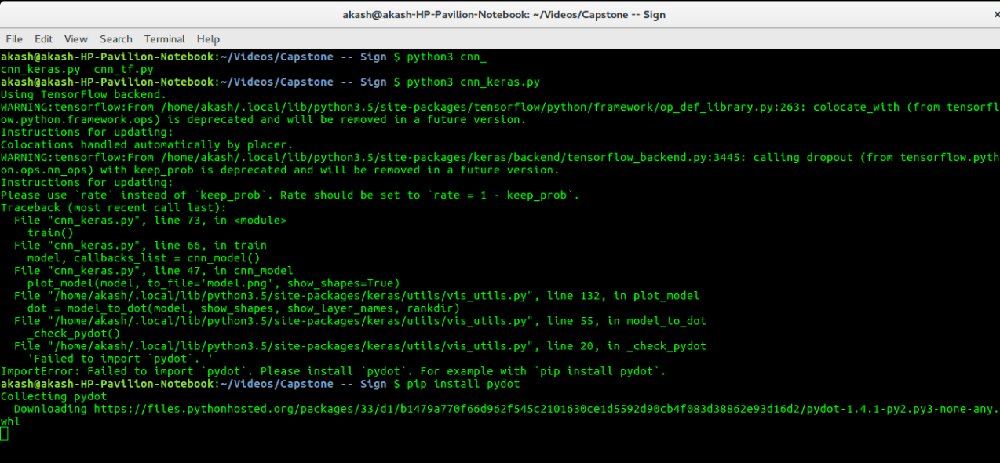 akash@akash-HP-Pavilion-Notebook: ~/Videos/Capstone -- Sign
×
File Edit View Search Terminal Help
akash@akash-HP-Pavilion-Notebook:~/Videos/Capstone -- Sign $ python3 cnn_
cnn_keras.py  cnn_tf.py
akash@akash-HP-Pavilion-Notebook:~/Videos/Capstone -- Sign $ python3 cnn_keras.py
Using TensorFlow backend.
WARNING:tensorflow:From /home/akash/.local/lib/python3.5/site-packages/tensorflow/python/framework/op_def_library.py:263: colocate_with (from tensorfl
ow.python.framework.ops) is deprecated and will be removed in a future version.
Instructions for updating:
Colocations handled automatically by placer.
WARNING:tensorflow:From /home/akash/.local/lib/python3.5/site-packages/keras/backend/tensorflow_backend.py:3445: calling dropout (from tensorflow.pyth
on.ops.nn_ops) with keep_prob is deprecated and will be removed in a future version.
Instructions for updating:
Please use `rate` instead of `keep_prob`. Rate should be set to `rate = 1 - keep_prob`.
Traceback (most recent call last):
  File "cnn_keras.py", line 73, in <module>
    train()
  File "cnn_keras.py", line 66, in train
    model, callbacks_list = cnn_model()
  File "cnn_keras.py", line 47, in cnn_model
    plot_model(model, to_file='model.png', show_shapes=True)
  File "/home/akash/.local/lib/python3.5/site-packages/keras/utils/vis_utils.py", line 132, in plot_model
    dot = model_to_dot(model, show_shapes, show_layer_names, rankdir)
  File "/home/akash/.local/lib/python3.5/site-packages/keras/utils/vis_utils.py", line 55, in model_to_dot
    _check_pydot()
  File "/home/akash/.local/lib/python3.5/site-packages/keras/utils/vis_utils.py", line 20, in _check_pydot
    'Failed to import `pydot`. '
ImportError: Failed to import `pydot`. Please install `pydot`. For example with `pip install pydot`.
akash@akash-HP-Pavilion-Notebook:~/Videos/Capstone -- Sign $ pip install pydot
Collecting pydot
  Downloading https://files.pythonhosted.org/packages/33/d1/b1479a770f66d962f545c2101630ce1d5592d90cb4f083d38862e93d16d2/pydot-1.4.1-py2.py3-none-any.
whl